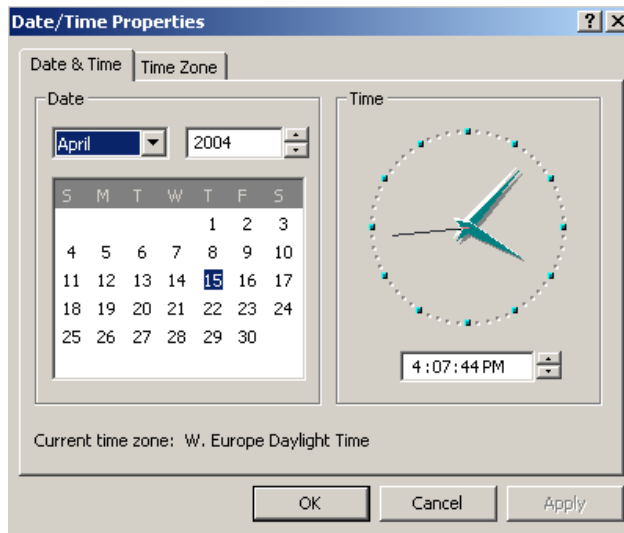 Date/Time Properties
Date & Time Time Zone
Date
April 2004
S M T W T F S
1 2 3
4 5 6 7 8 9 10
11 12 13 14 15 16 17
18 19 20 21 22 23 24
25 26 27 28 29 30
Time
4:07:44 PM
Current time zone: W. Europe Daylight Time
OK Cancel Apply